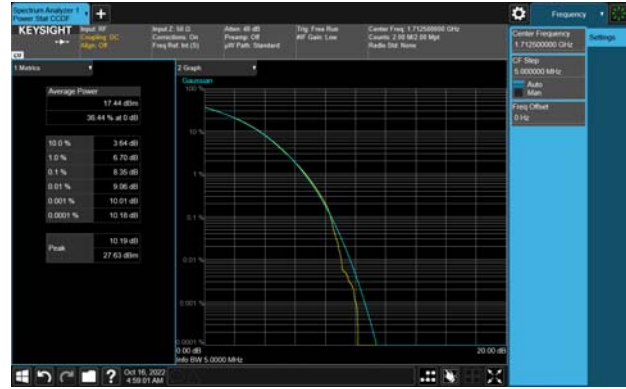 Spectrum Analyzer 1
Power Stat CCDF
Frequency
KEYSIGHT
Input: RF
Coupling: DC
Align: Off
Input Z: 50 Ω
Corrections: On
Freq Ref: Int (S)
Atten: 40 dB
Preamp: Off
µW Path: Standard
Trig: Free Run
#IF Gain: Low
Center Freq: 1.712500000 GHz
Counts: 2.00 M/2.00 Mpt
Radio Std: None
Center Frequency
1.712500000 GHz
Settings
CF Step
5.000000 MHz
Auto
Man
Freq Offset
0 Hz
1 Metrics
Average Power
17.44 dBm
36.44 % at 0 dB
10.0 % 3.64 dB
1.0 % 6.70 dB
0.1 % 8.35 dB
0.01 % 9.06 dB
0.001 % 10.01 dB
0.0001 % 10.18 dB
Peak 10.19 dB
27.63 dBm
2 Graph
Gaussian
100 %
10 %
1 %
0.1 %
0.01 %
0.001 %
0.0001 %
0.00 dB
20.00 dB
Info BW 5.0000 MHz
Oct 16, 2022
4:59:01 AM